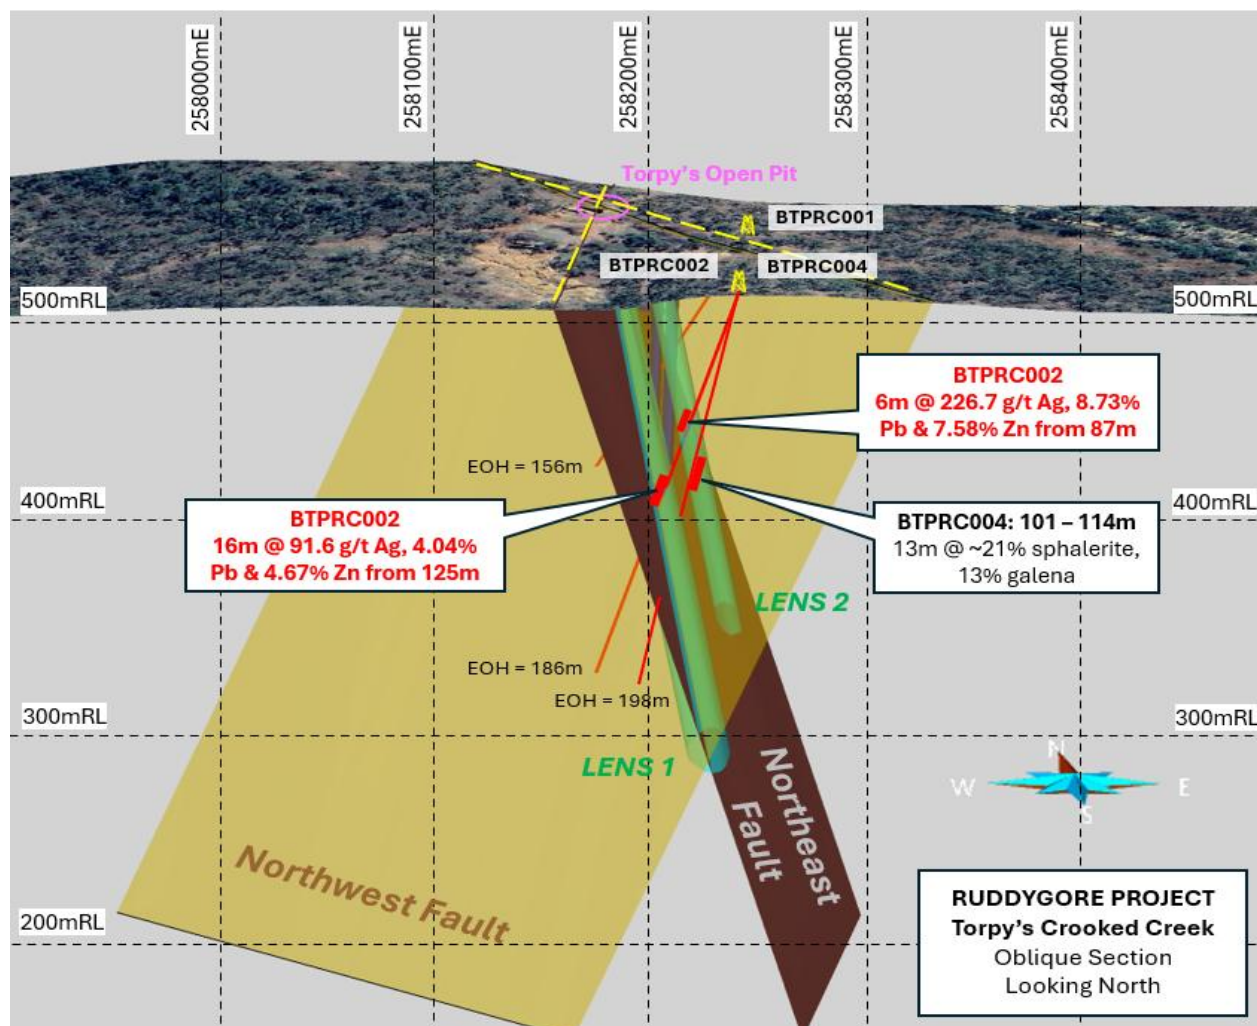 258000mE
258100mE
258200mE
258300mE
258400mE
Torpy's Open Pit
BTPRC001
BTPRC002
BTPRC004
500mRL
500mRL
BTPRC002
6m @ 226.7 g/t Ag, 8.73%
Pb & 7.58% Zn from 87m
EOH = 156m
400mRL
400mRL
BTPRC002
16m @ 91.6 g/t Ag, 4.04%
Pb & 4.67% Zn from 125m
BTPRC004: 101 – 114m
13m @ ~21% sphalerite,
13% galena
LENS 2
EOH = 186m
EOH = 198m
300mRL
300mRL
LENS 1
N
W
E
S
Northeast
Fault
Northwest Fault
200mRL
RUDDYGORE PROJECT
Torpy's Crooked Creek
Oblique Section
Looking North